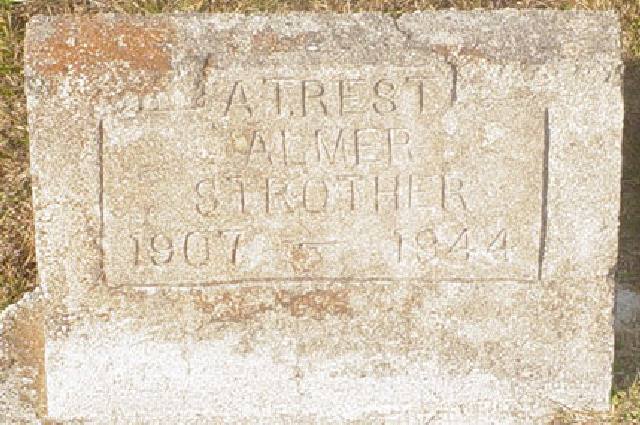 AT REST
ALMER
STROTHER
1907 - 1944